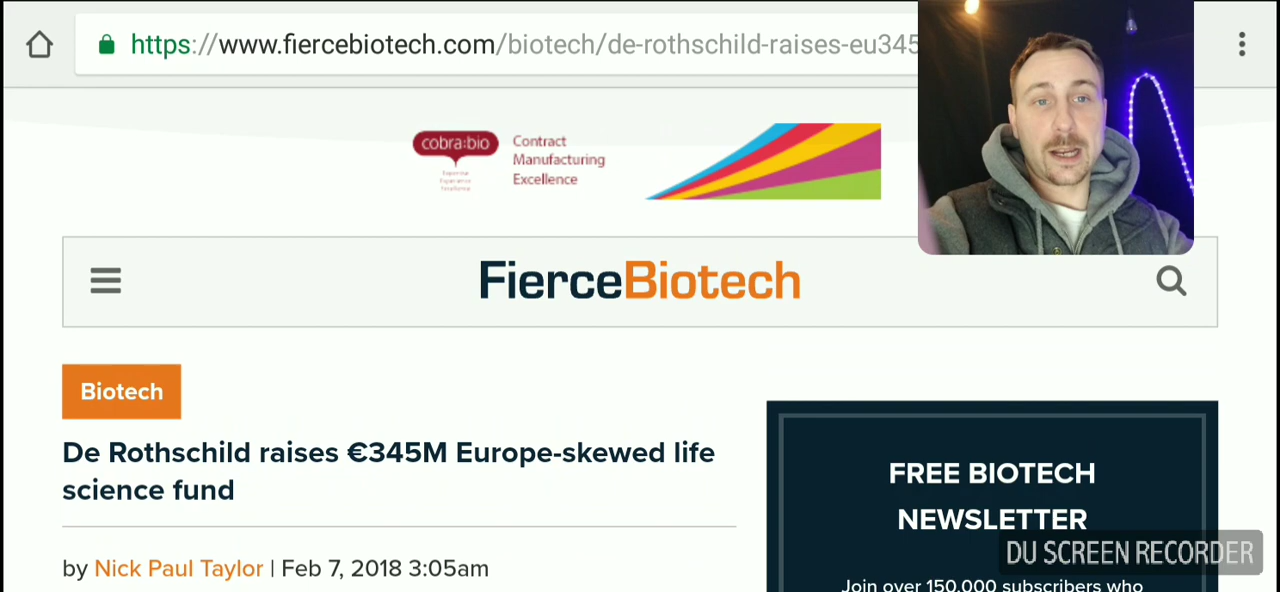 https://www.fiercebiotech.com/biotech/de-rothschild-raises-eu345
cobra:bio
Contract
Manufacturing
Excellence
FierceBiotech
Biotech
De Rothschild raises €345M Europe-skewed life
science fund
by Nick Paul Taylor | Feb 7, 2018 3:05am
FREE BIOTECH
NEWSLETTER
Join over 150,000 subscribers who
DU SCREEN RECORDER